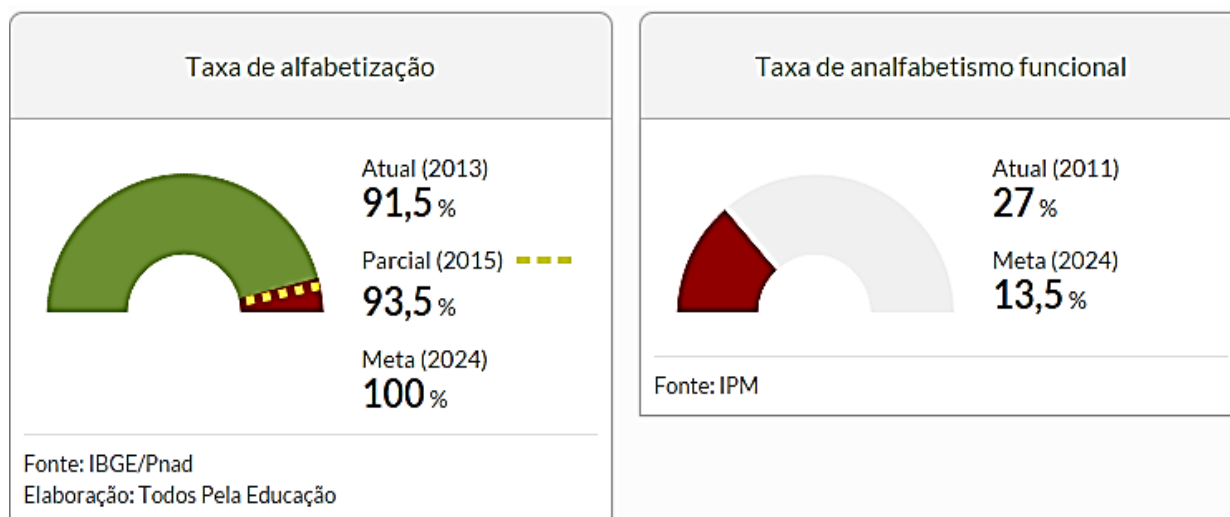 Taxa de alfabetização
Atual (2013)
91,5 %
Parcial (2015)
93,5 %
Meta (2024)
100 %
Fonte: IBGE/Pnad
Elaboração: Todos Pela Educação
Taxa de analfabetismo funcional
Atual (2011)
27 %
Meta (2024)
13,5 %
Fonte: IPM